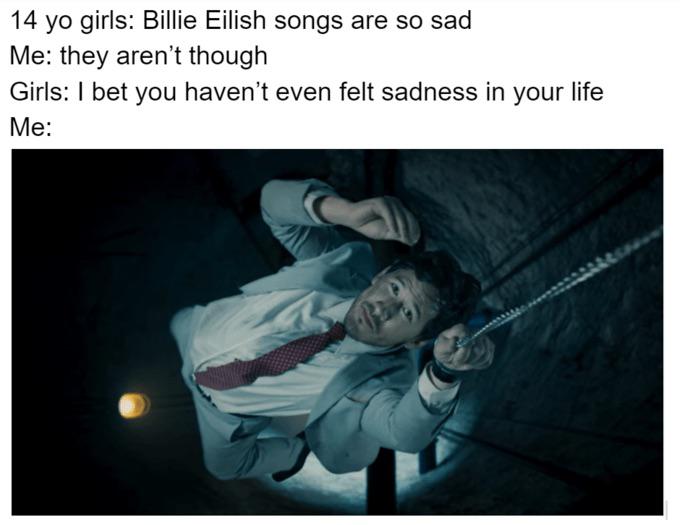 14 yo girls: Billie Eilish songs are so sad
Me: they aren’t though
Girls: I bet you haven’t even felt sadness in your life
Me: